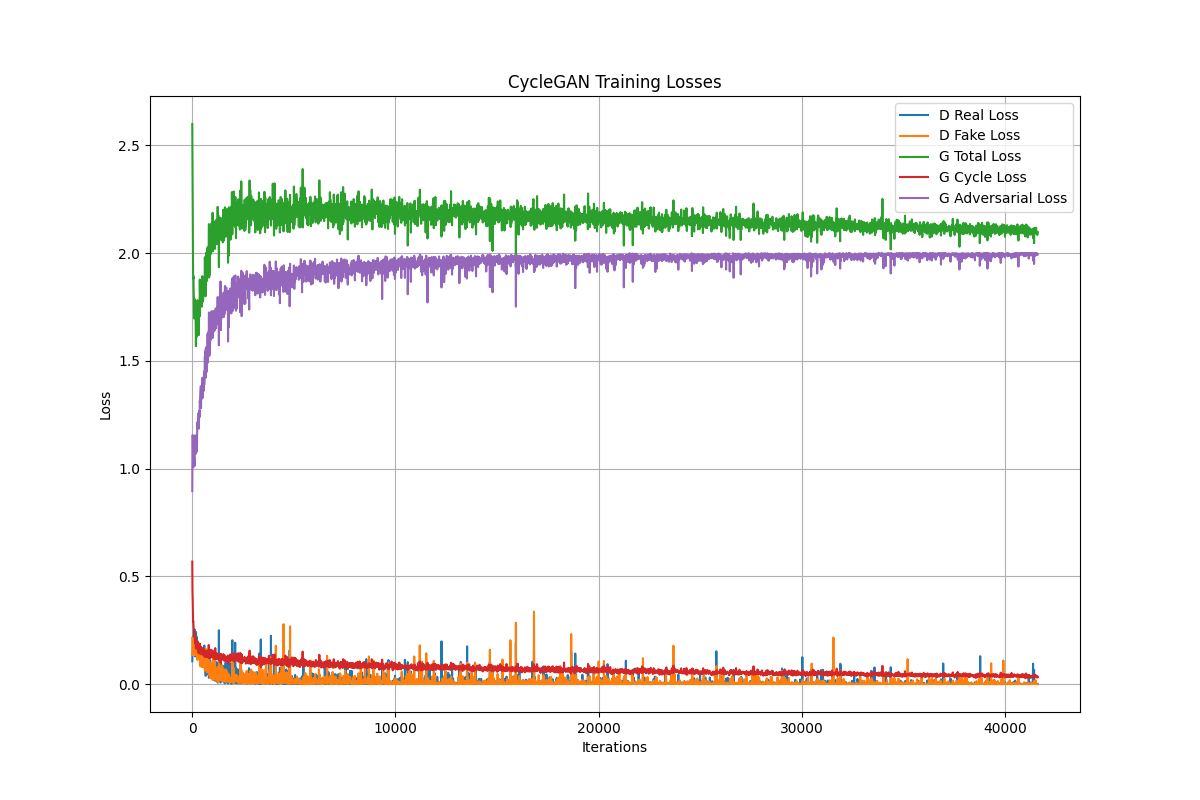 CycleGAN Training Losses
D Real Loss
D Fake Loss
G Total Loss
G Cycle Loss
G Adversarial Loss
2.5
2.0
1.5
1.0
0.5
0.0
Loss
0 10000 20000 30000 40000
Iterations